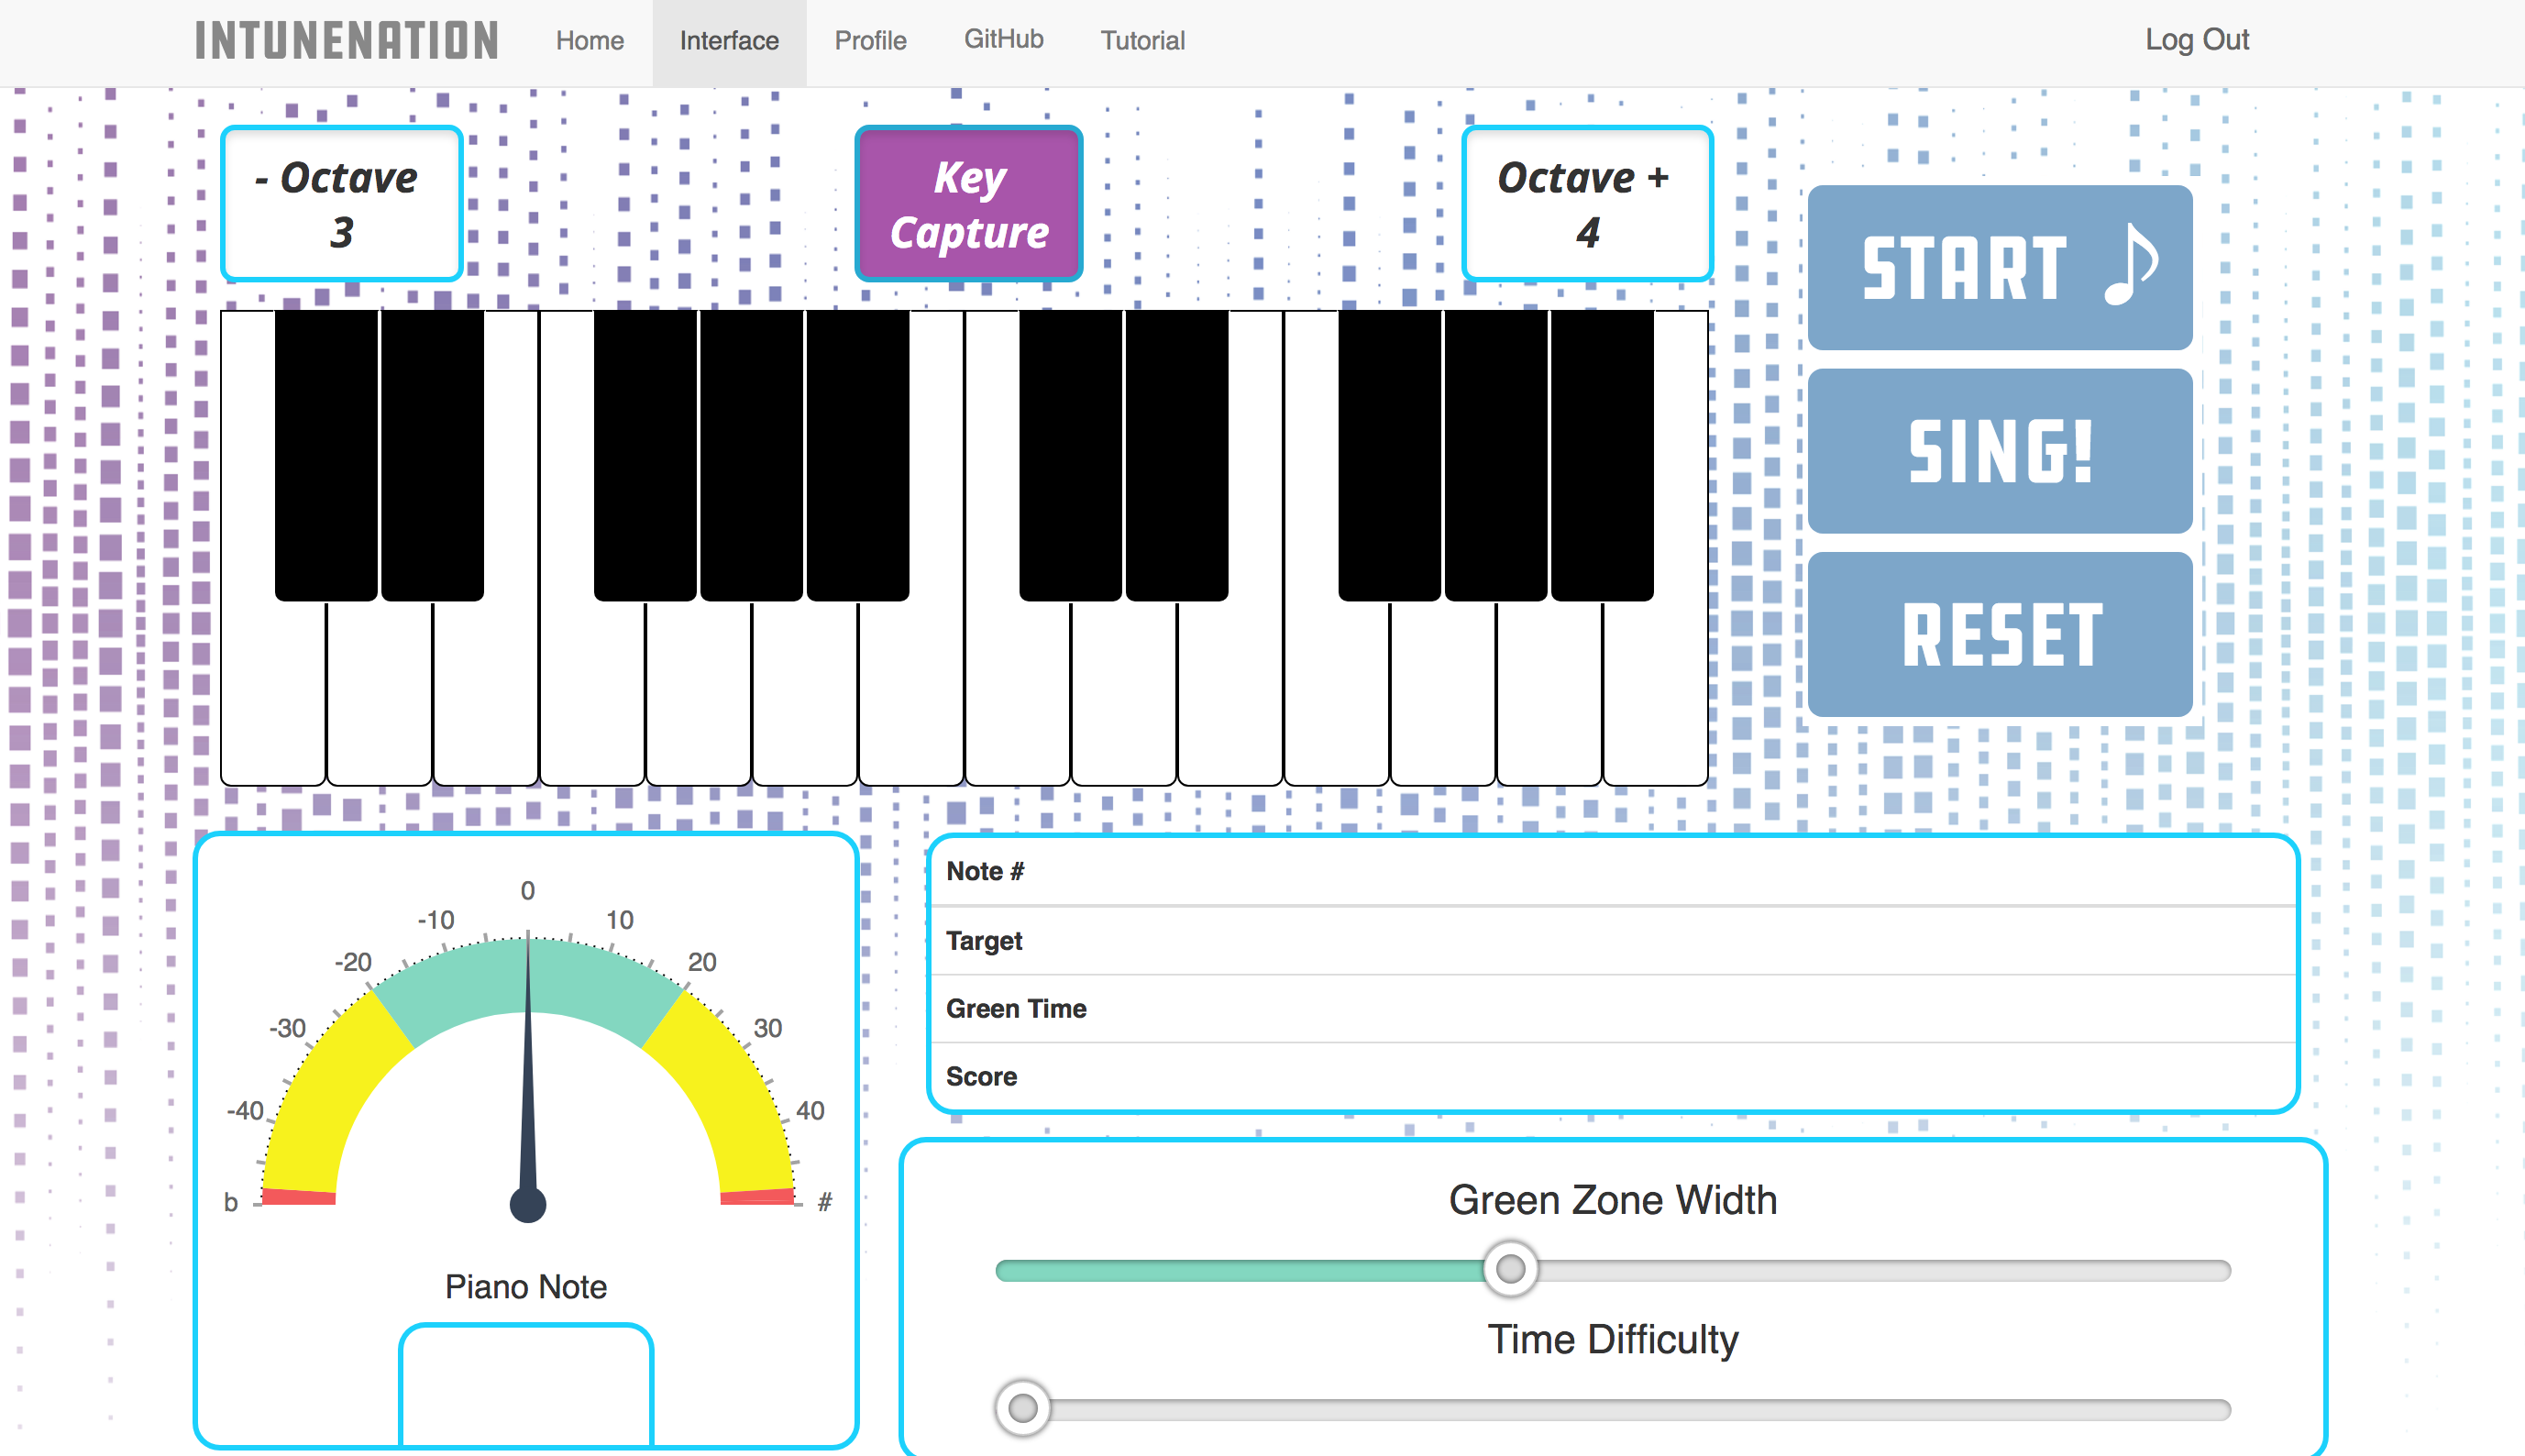 INTUNENATION
Home
Interface
Profile
GitHub
Tutorial
Log Out
- Octave
3
Key
Capture
Octave +
4
START ♪
SING!
RESET
0
-10
10
-20
20
-30
30
-40
40
b
#
Piano Note
Note #
Target
Green Time
Score
Green Zone Width
Time Difficulty